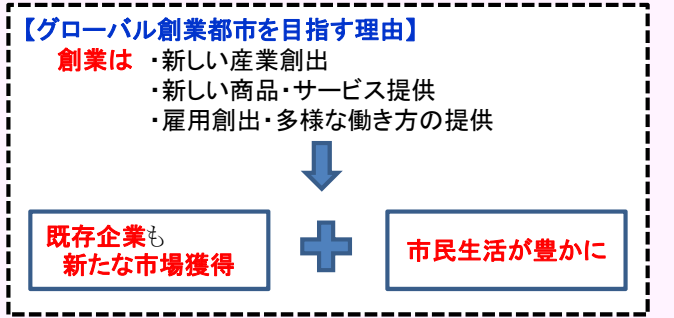 【グローバル創業都市を目指す理由】
創業は ・新しい産業創出
・新しい商品・サービス提供
・雇用創出・多様な働き方の提供
既存企業も
新たな市場獲得
市民生活が豊かに